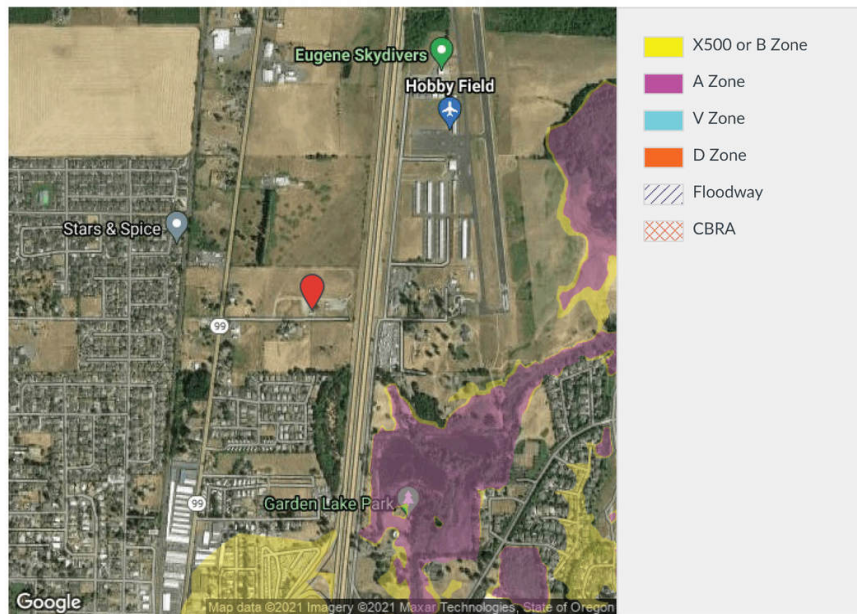 Eugene Skydivers
Hobby Field
Stars & Spice
99
99
Garden Lake Park
Google
Map data ©2021 Imagery ©2021 Maxar Technologies, State of Oregon
X500 or B Zone
A Zone
V Zone
D Zone
Floodway
CBRA